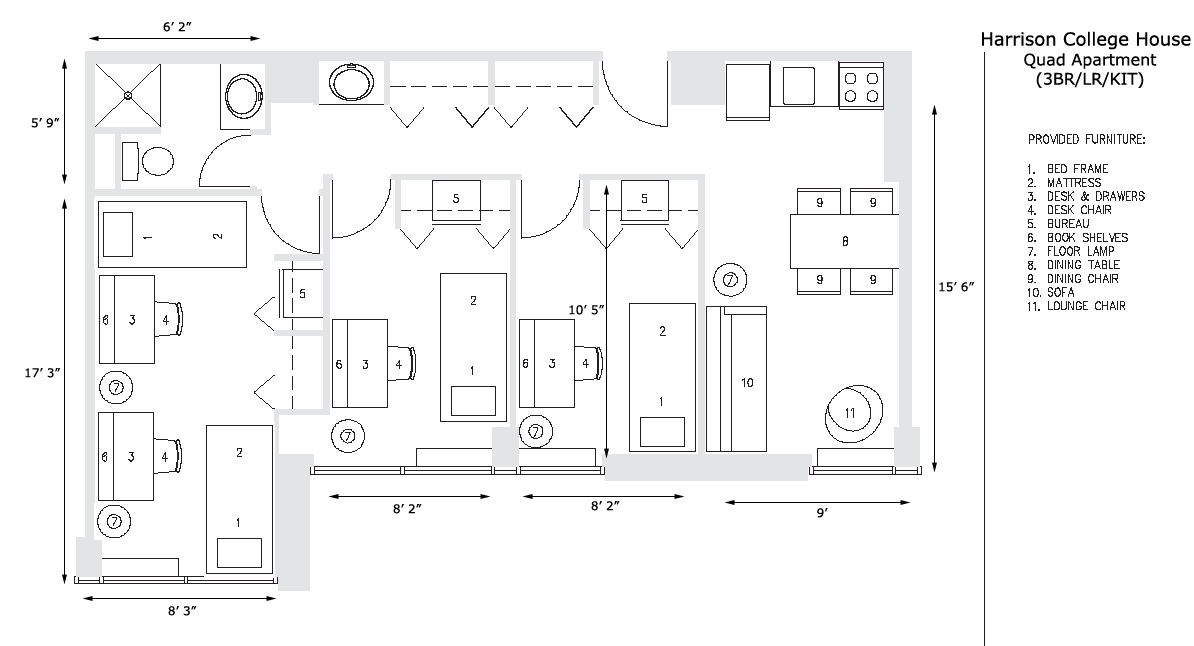 6' 2"
Harrison College House
Quad Apartment
(3BR/LR/KIT)
5' 9"
PROVIDED FURNITURE:
1. BED FRAME
2. MATTRESS
3. DESK & DRAWERS
4. DESK CHAIR
5. BUREAU
6. BOOK SHELVES
7. FLOOR LAMP
8. DINING TABLE
9. DINING CHAIR
10. SOFA
11. LOUNGE CHAIR
5 5 9 9
1 2 8
7 9 9
15' 6"
5 2
10' 5"
6 3 4 2
17' 3"
6 3 4 1 6 3 4
7 10
1 11
7 7
6 3 4 2
8' 2" 8' 2" 9'
7 1
8' 3"